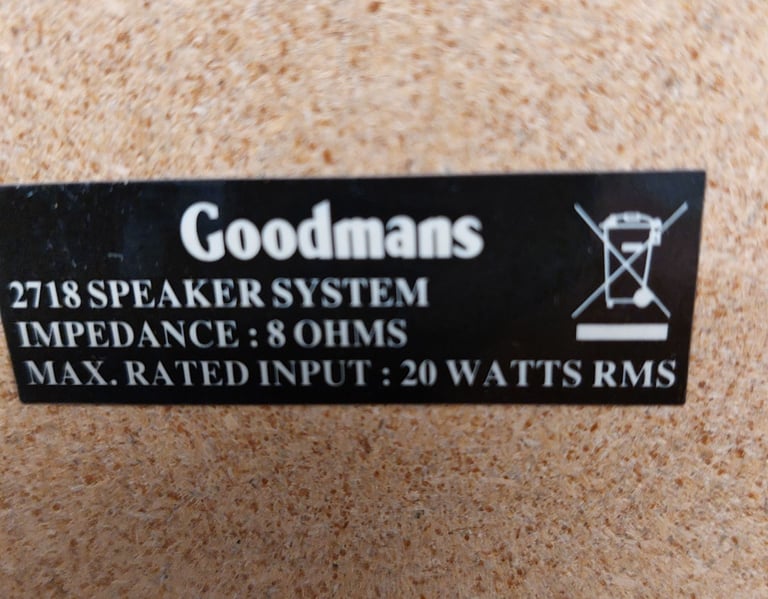 Goodmans
2718 SPEAKER SYSTEM
IMPEDANCE : 8 OHMS
MAX. RATED INPUT : 20 WATTS RMS